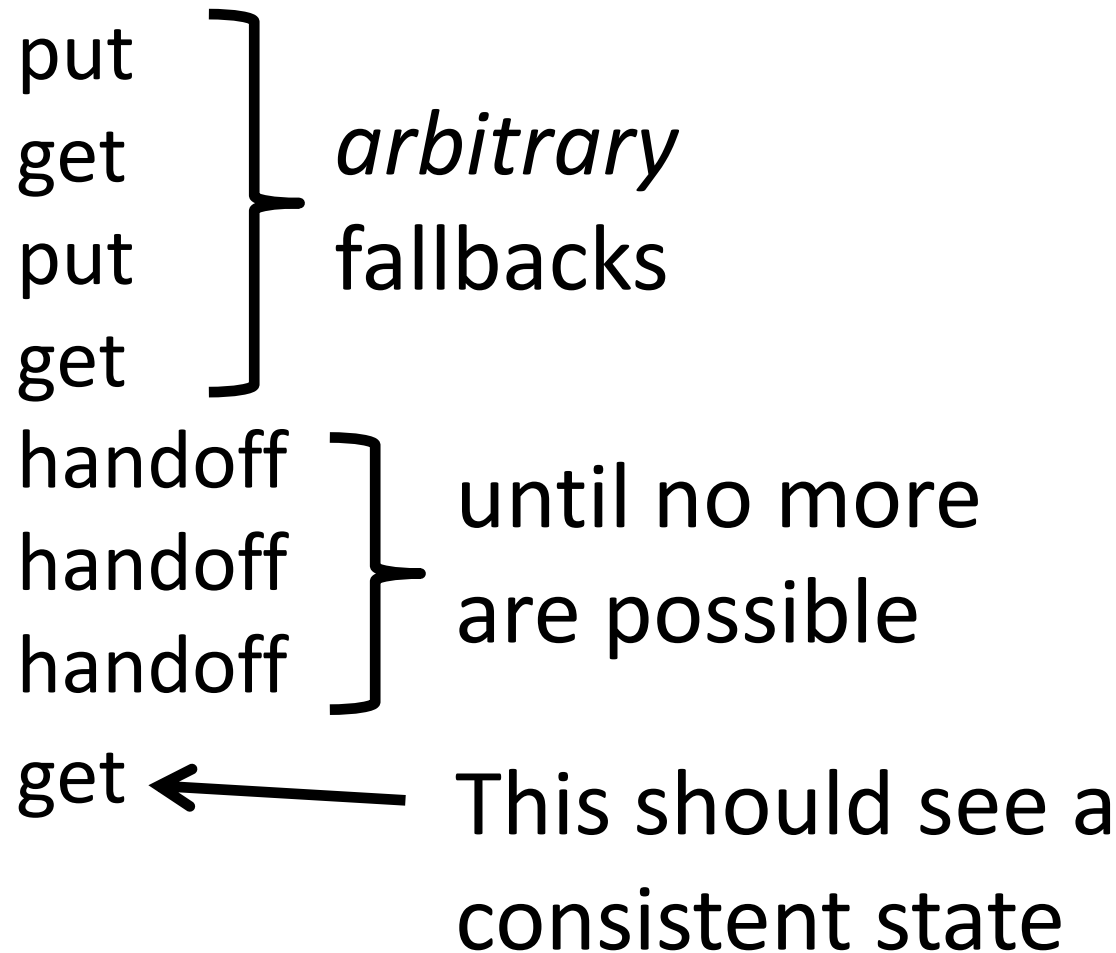 put
get
put
get
arbitrary
fallbacks
handoff
handoff
handoff
until no more
are possible
get
This should see a
consistent state